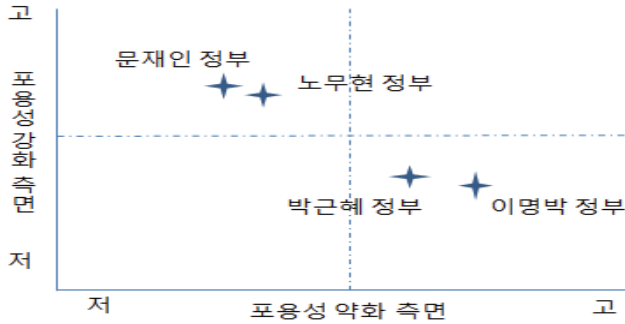 고
문재인 정부
노무현 정부
포용성 강화 측면
박근혜 정부
이명박 정부
저
저
포용성 약화 측면
고